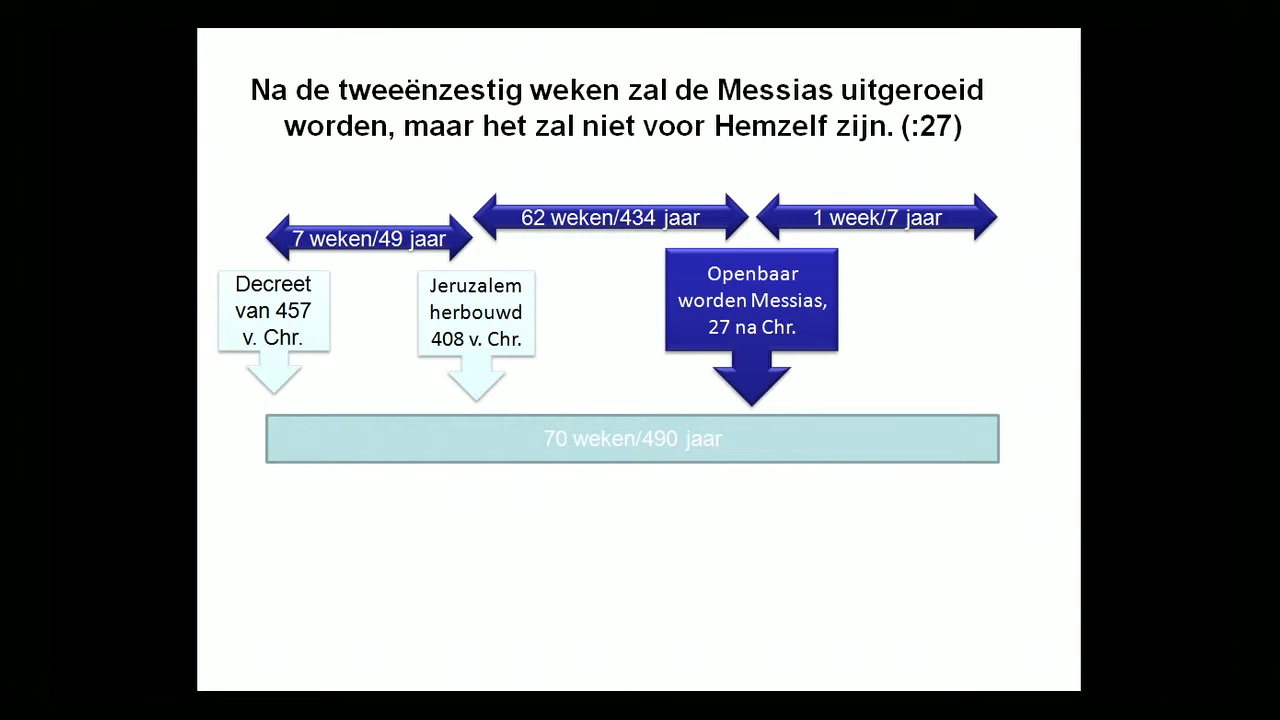 Na de tweeënzestig weken zal de Messias uitgeroeid
worden, maar het zal niet voor Hemzelf zijn. (:27)
62 weken/434 jaar
1 week/7 jaar
7 weken/49 jaar
Decreet
van 457
v. Chr.
Jeruzalem
herbouwd
408 v. Chr.
Openbaar
worden Messias,
27 na Chr.
70 weken/490 jaar